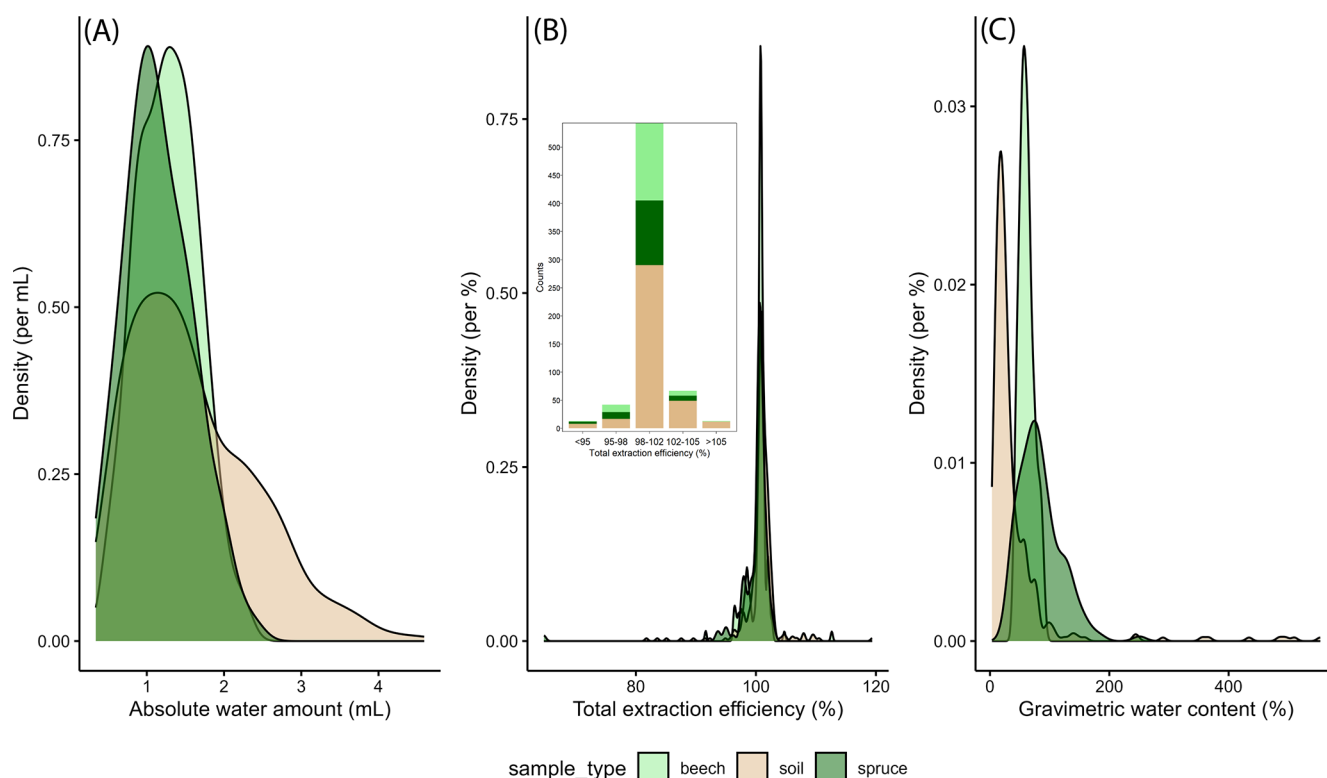 (A)
Density (per mL)
0.75
0.50
0.25
0.00
1 2 3 4
Absolute water amount (mL)
(B)
Density (per %)
0.75
0.50
0.25
0.00
Counts
500
450
400
350
300
250
200
150
100
50
0
<95 95-98 98-102 102-105 >105
Total extraction efficiency (%)
80 100 120
Total extraction efficiency (%)
(C)
Density (per %)
0.03
0.02
0.01
0.00
0 200 400
Gravimetric water content (%)
sample_type beech soil spruce